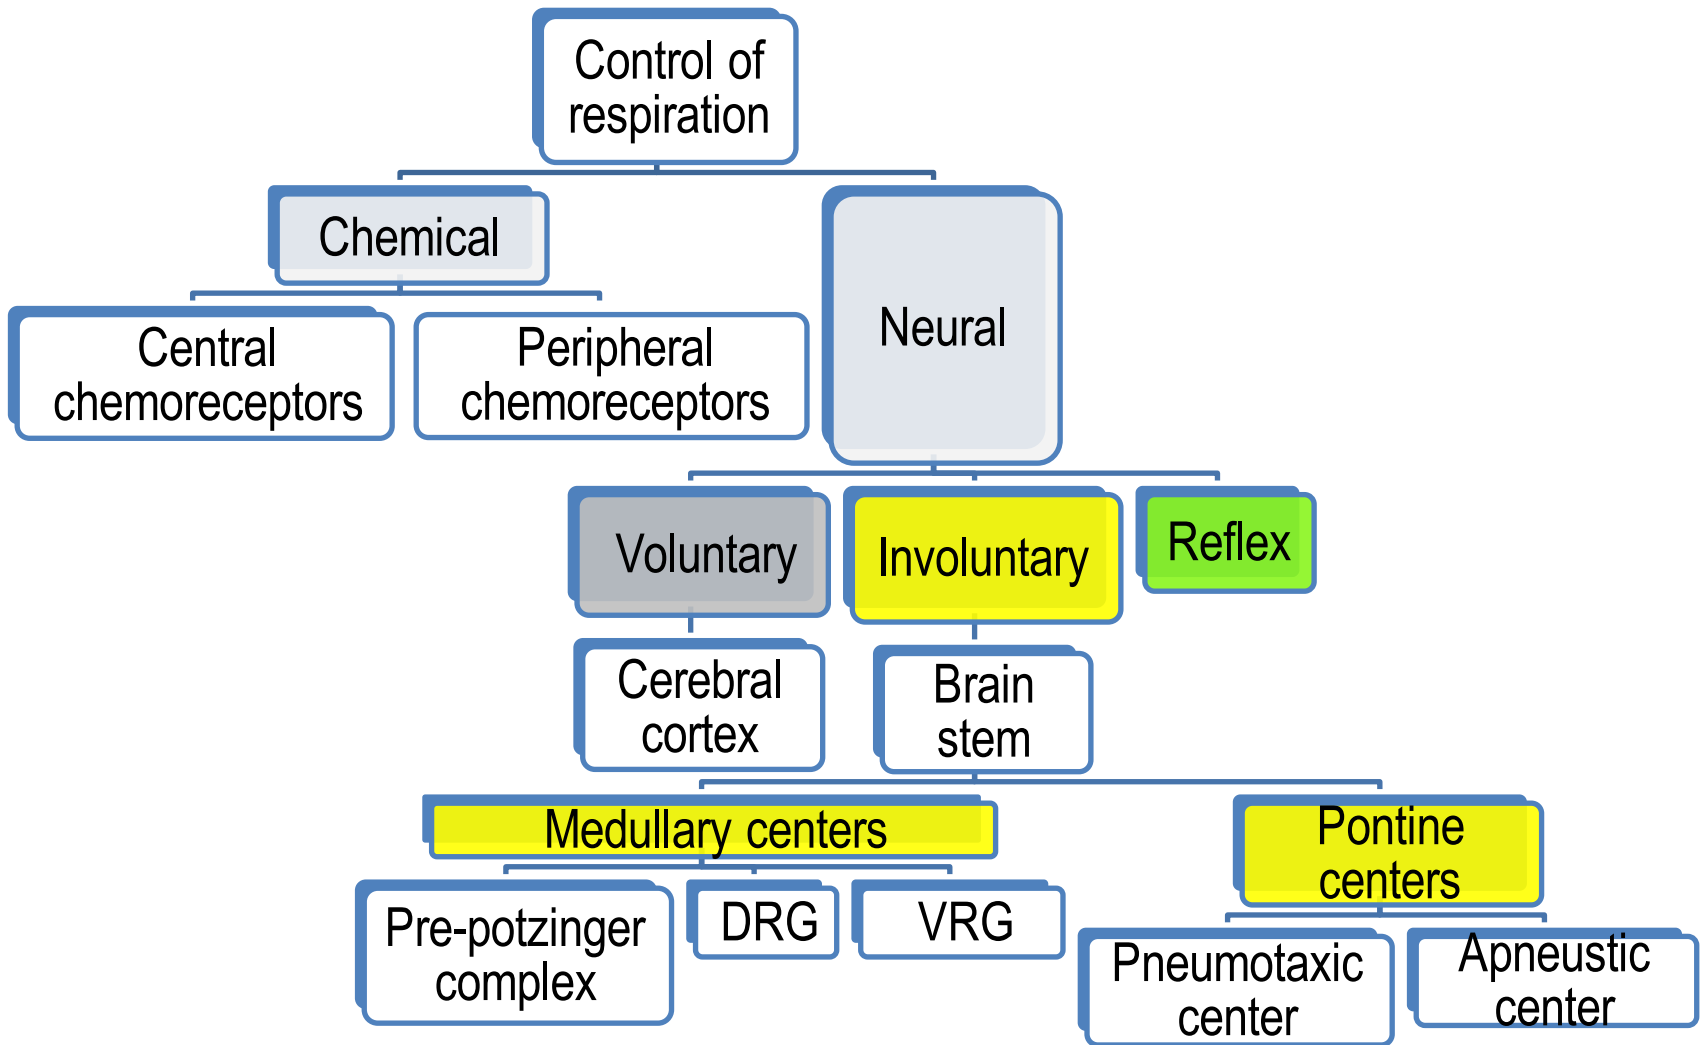 Control of
respiration
Chemical
Neural
Central
chemoreceptors
Peripheral
chemoreceptors
Voluntary
Involuntary
Reflex
Cerebral
cortex
Brain
stem
Medullary centers
Pontine
centers
Pre-potzinger
complex
DRG
VRG
Pneumotaxic
center
Apneustic
center